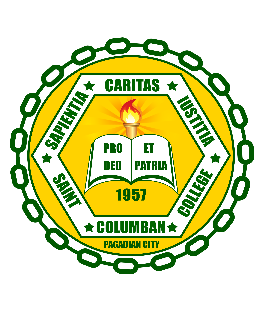 SAPIENTIA ★ CARITAS ★ IUSTITIA
PRO ET
DEO PATRIA
1957
SAINT ★ COLUMBAN ★ COLLEGE
PAGADIAN CITY